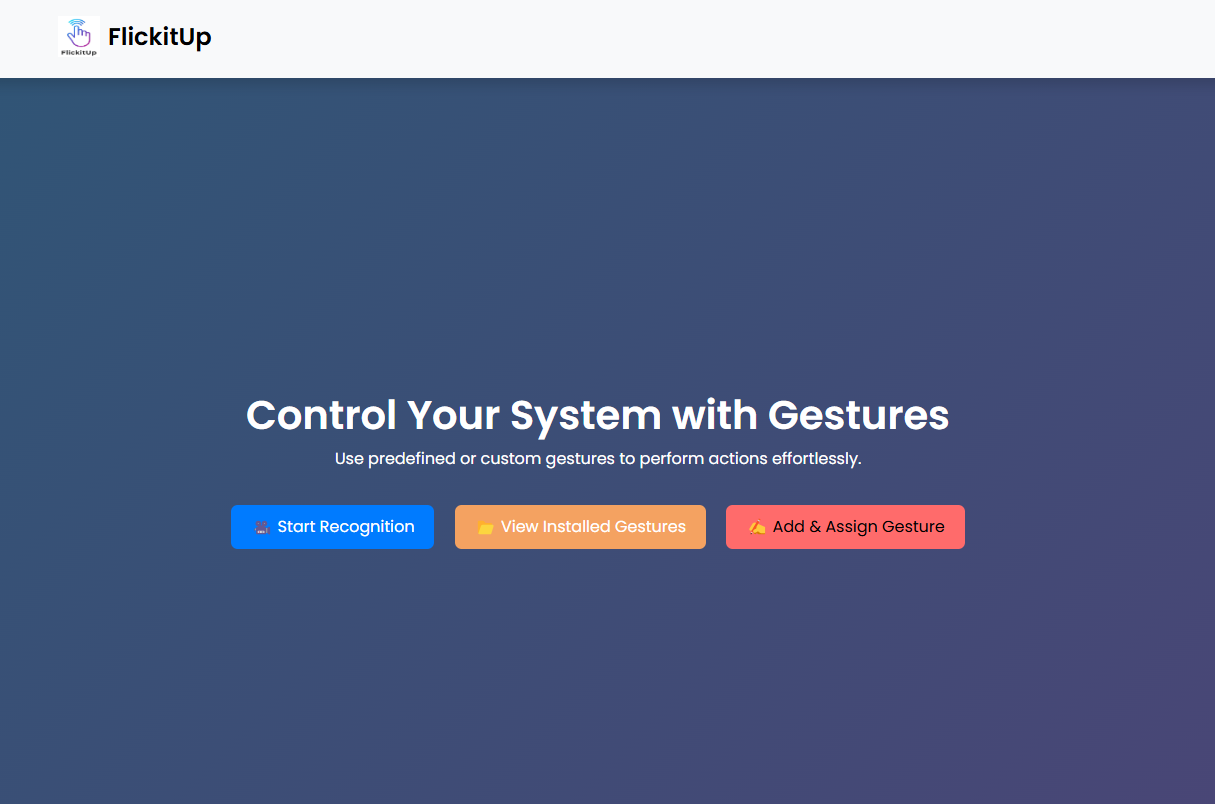 FlickitUp
FlickitUp
Control Your System with Gestures
Use predefined or custom gestures to perform actions effortlessly.
Start Recognition
View Installed Gestures
Add & Assign Gesture